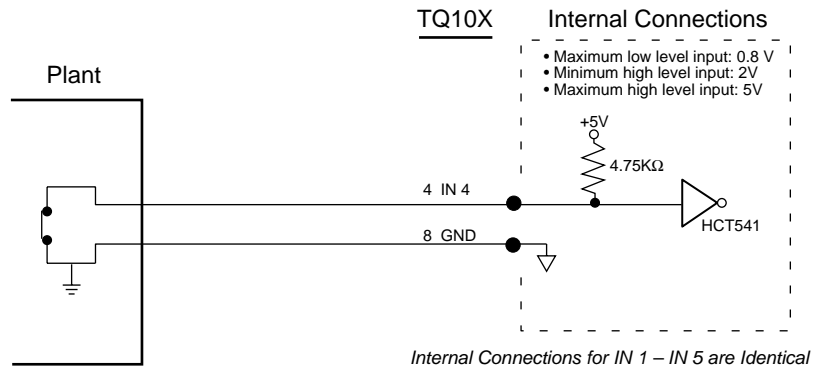 TQ10X
Internal Connections
• Maximum low level input: 0.8 V
• Minimum high level input: 2V
• Maximum high level input: 5V
Plant
+5V
4.75KΩ
4 IN 4
HCT541
8 GND
Internal Connections for IN 1 – IN 5 are Identical